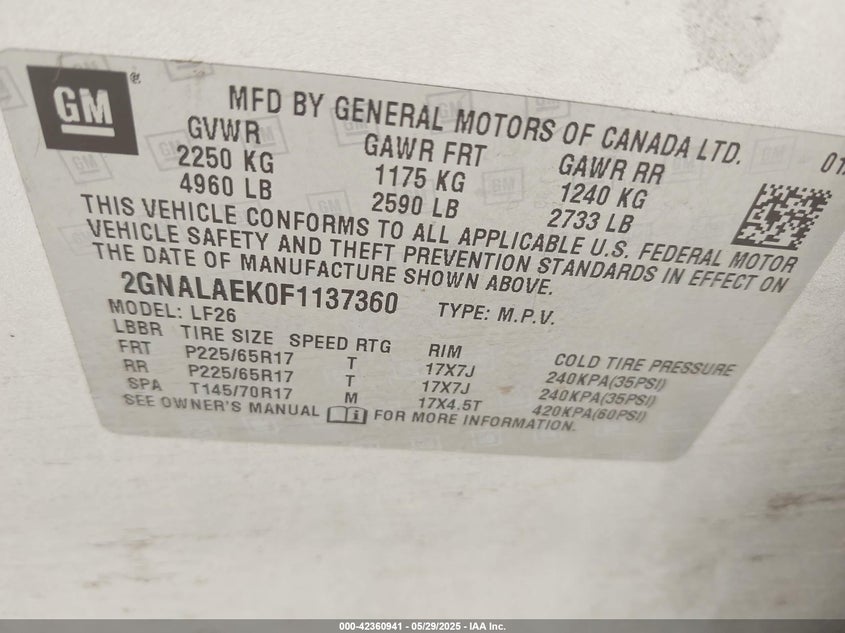 GM ®
MFD BY GENERAL MOTORS OF CANADA LTD.
GVWR GAWR FRT GAWR RR
2250 KG 1175 KG 1240 KG
4960 LB 2590 LB 2733 LB
THIS VEHICLE CONFORMS TO ALL APPLICABLE U.S. FEDERAL MOTOR
VEHICLE SAFETY AND THEFT PREVENTION STANDARDS IN EFFECT ON
THE DATE OF MANUFACTURE SHOWN ABOVE.
2GNALAEK0F1137360 TYPE: M.P.V.
MODEL: LF26
LBBR TIRE SIZE SPEED RTG RIM COLD TIRE PRESSURE
FRT P225/65R17 T 17X7J 240KPA(35PSI)
RR P225/65R17 T 17X7J 240KPA(35PSI)
SPA T145/70R17 M 17X4.5T 420KPA(60PSI)
SEE OWNER'S MANUAL FOR MORE INFORMATION.
000-42360941 - 05/29/2025 - IAA Inc.